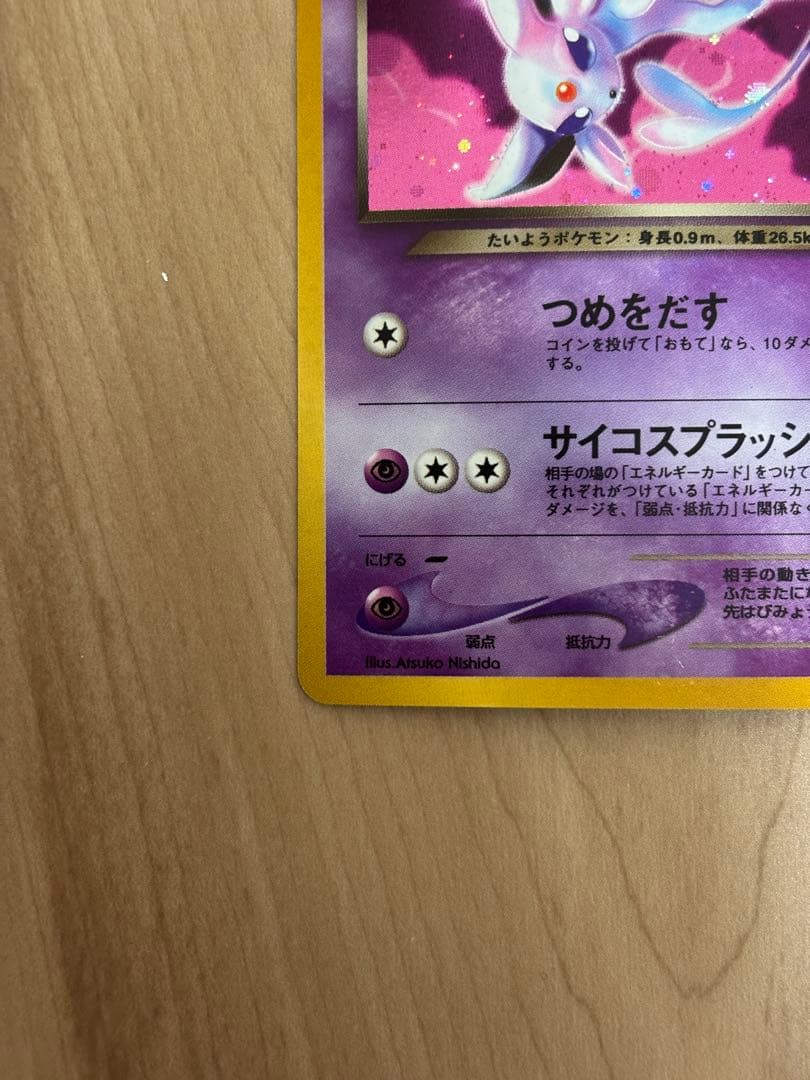 たいようポケモン：身長0.9m、体重26.5k
つめをだす
コインを投げて「おもて」なら、10ダメ
する。
サイコスプラッシ
相手の場の「エネルギーカード」をつけて
それぞれがつけている「エネルギーカー
ダメージを、「弱点・抵抗力」に関係な
にげる
相手の動き
ふたまたに
先はびみょ
弱点
抵抗力
Illus.Atsuko Nishida